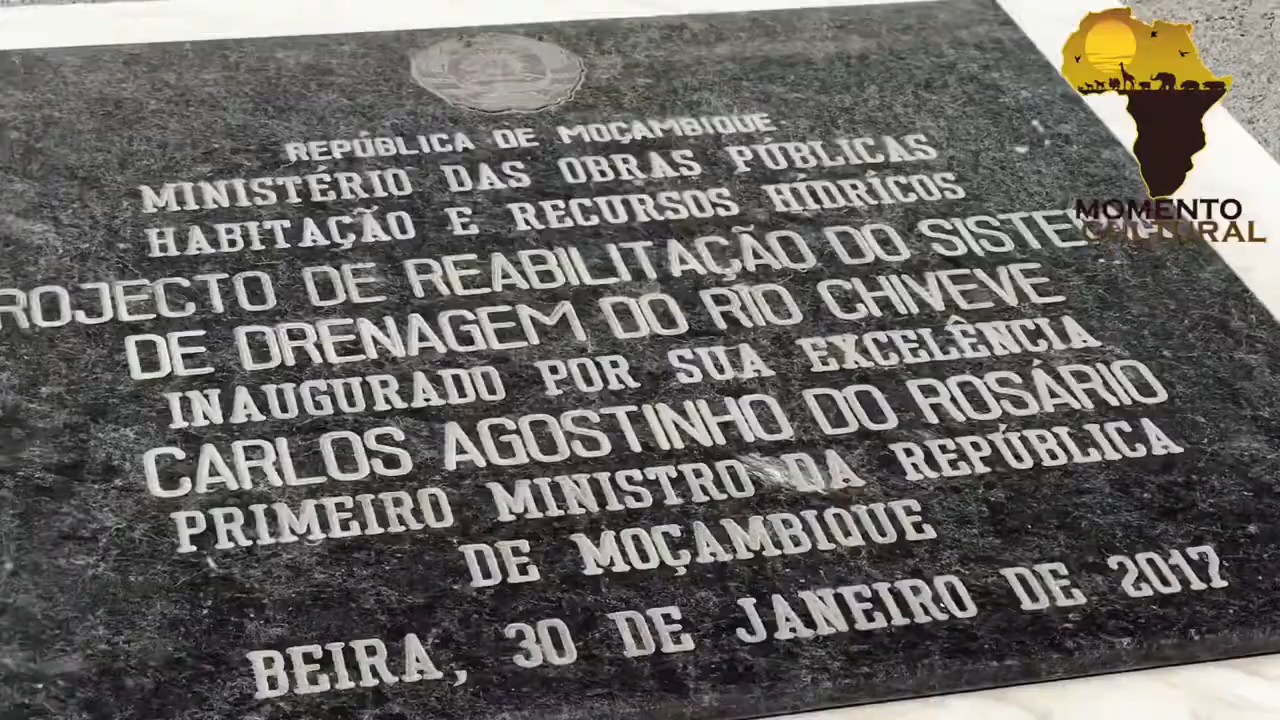 REPÚBLICA DE MOÇAMBIQUE
MINISTÉRIO DAS OBRAS PÚBLICAS
HABITAÇÃO E RECURSOS HÍDRICOS
ROJECTO DE REABILITAÇÃO DO SISTE
DE DRENAGEM DO RIO CHIVEVE
INAUGURADO POR SUA EXCELÊNCIA
CARLOS AGOSTINHO DO ROSÁRIO
PRIMEIRO MINISTRO DA REPÚBLICA
DE MOÇAMBIQUE
BEIRA, 30 DE JANEIRO DE 2017
MOMENTO
CULTURAL